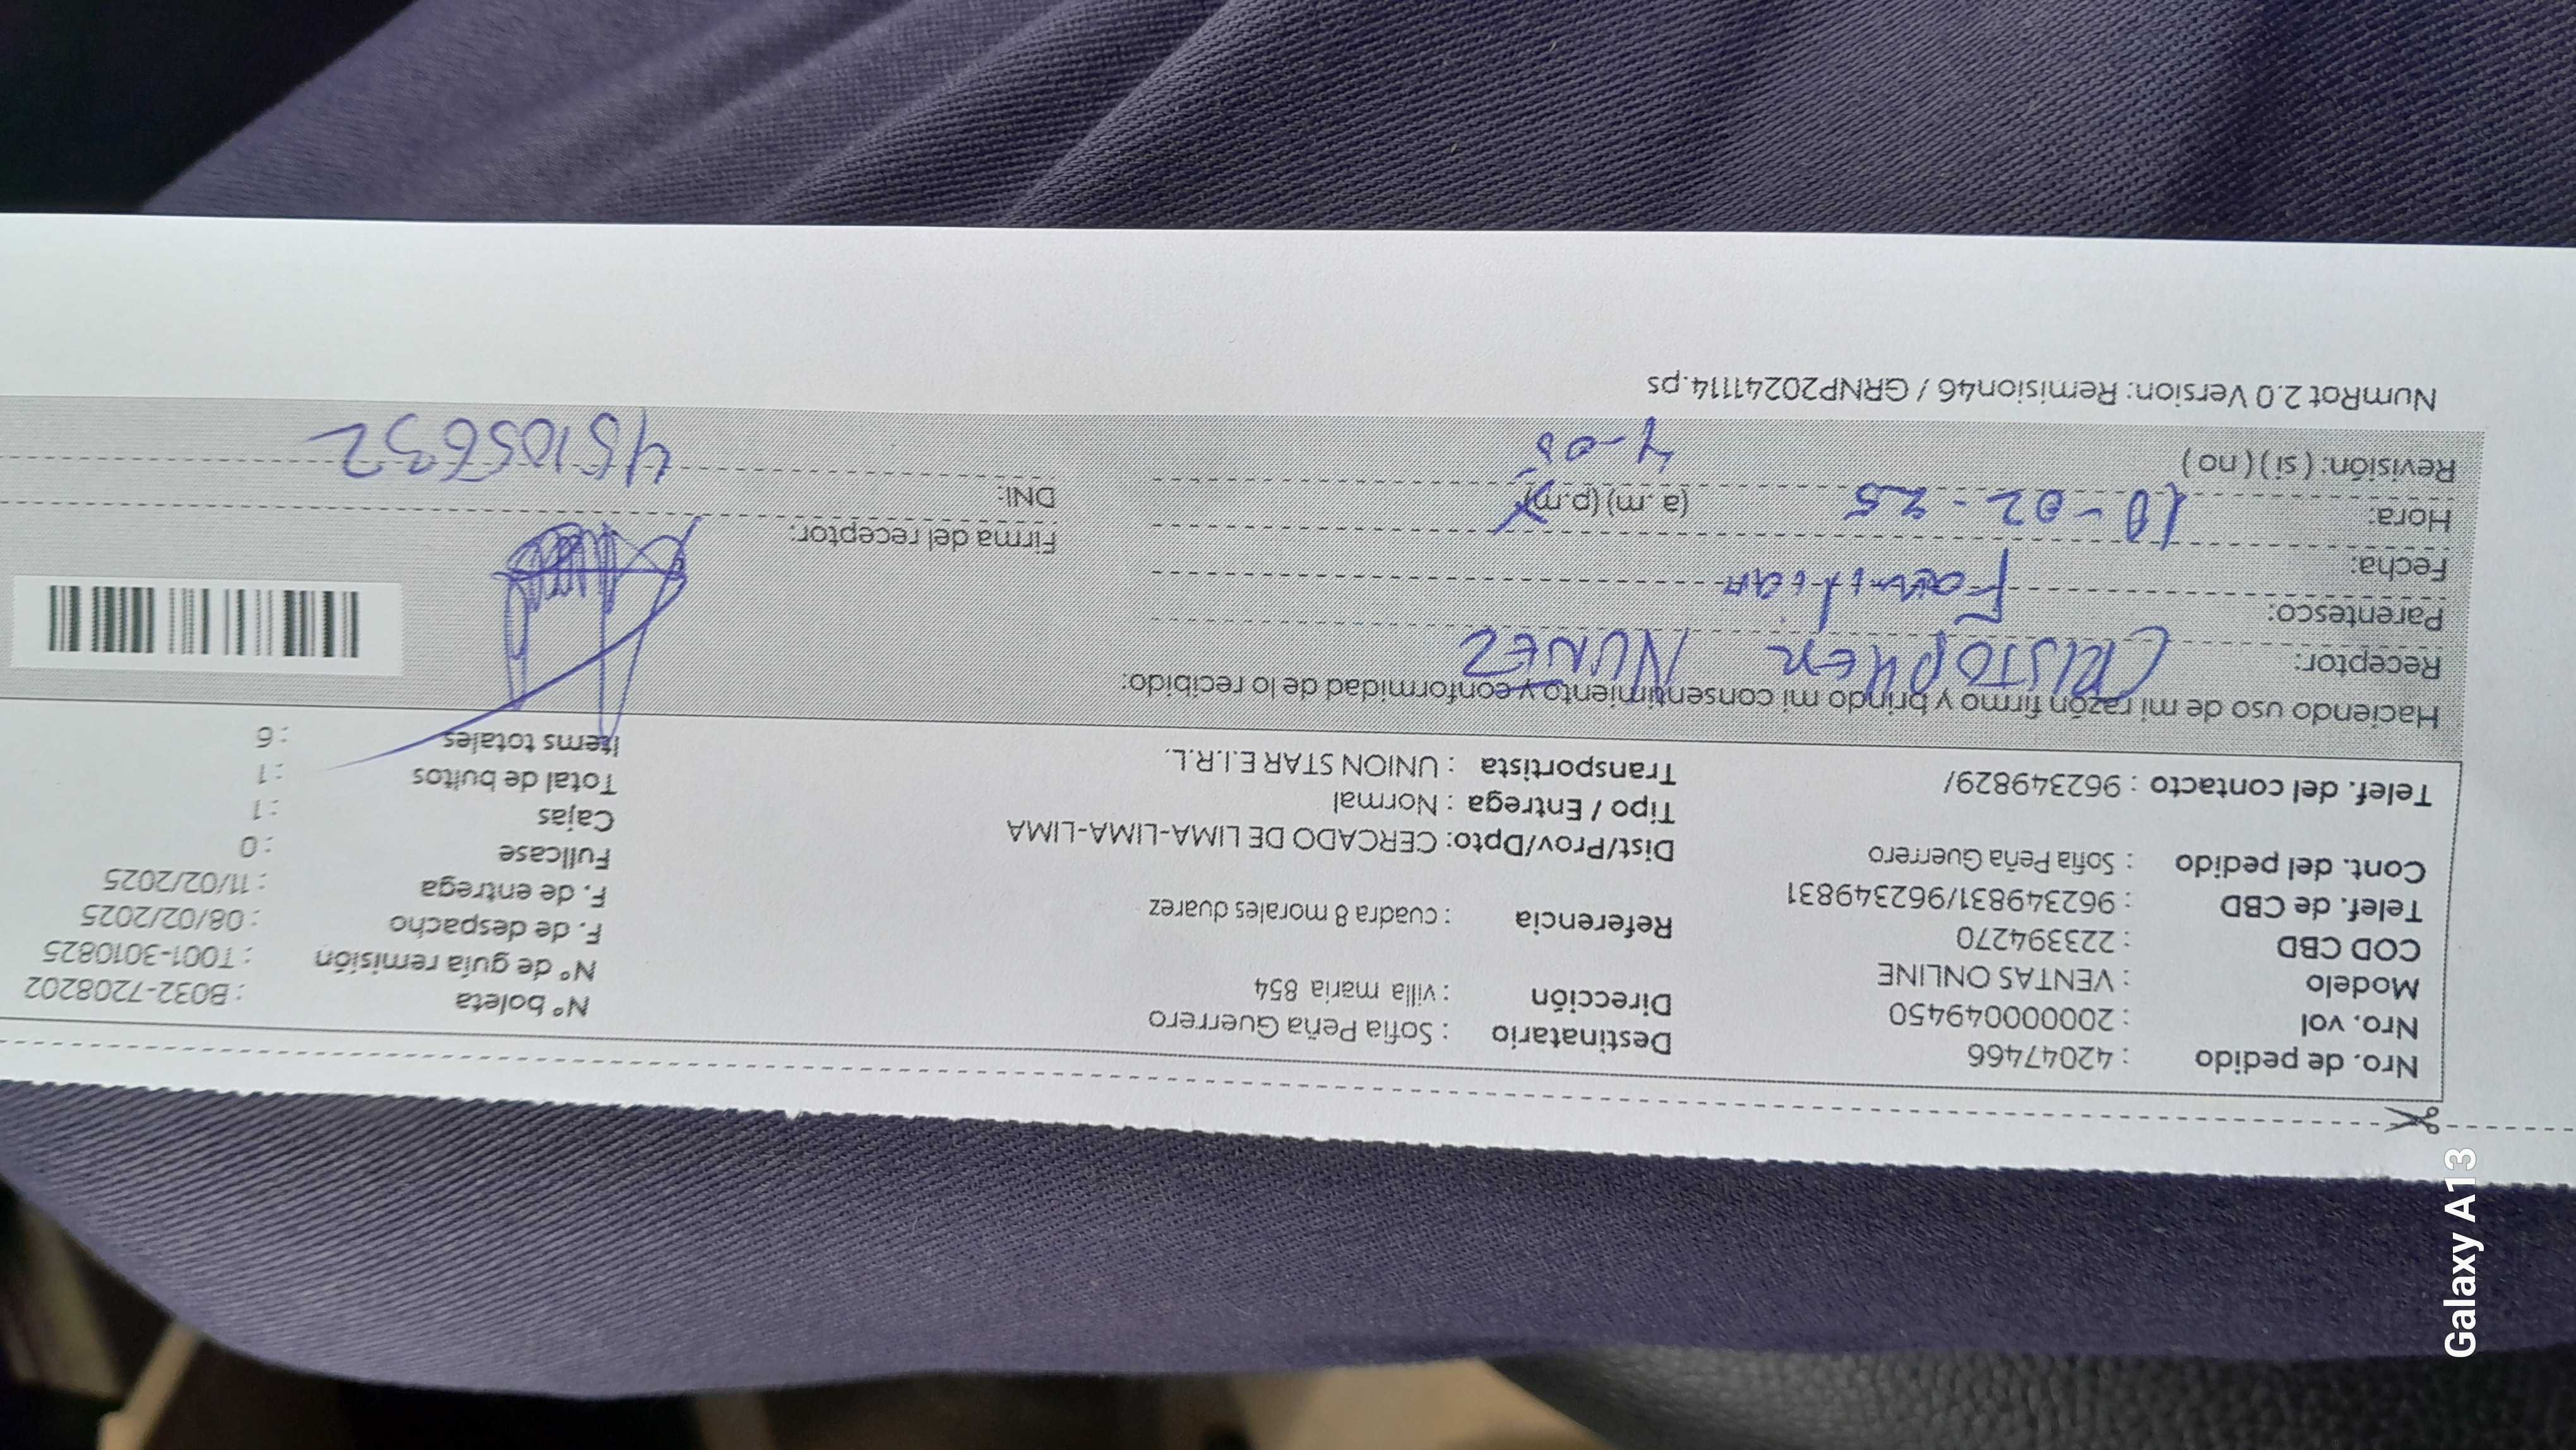 Nro. de pedido : 42047466
Nro. vol : 20000049450
Modelo : VENTAS ONLINE
COD CBD : 223394270
Telef. de CBD : 962349831/962349831
Cont. del pedido : Sofia Peña Guerrero
Telef. del contacto : 962349829/
Destinatario : Sofia Peña Guerrero
Dirección : villa maria 854
Referencia : cuadra 8 morales duarez
Dist/Prov/Dpto: CERCADO DE LIMA-LIMA-LIMA
Tipo / Entrega : Normal
Transportista : UNION STAR E.I.R.L.
N° boleta : B032-7208202
N° de guía remisión : T001-3010825
F. de despacho : 08/02/2025
F. de entrega : 11/02/2025
Fullcase : 0
Cajas : 1
Total de bultos : 1
Items totales : 6
Haciendo uso de mi razón firmo y brindo mi consentimiento y conformidad de lo recibido:
Receptor: CRISTOPHER NUÑEZ
Parentesco: Familiar
Fecha: 10-02-25
Hora: (a.m) (p.m)
Revisión: ( si ) ( no )
Firma del receptor:
DNI: 45105632
NumRot 2.0 Version: Remision46 / GRNP20241114.ps
Galaxy A13